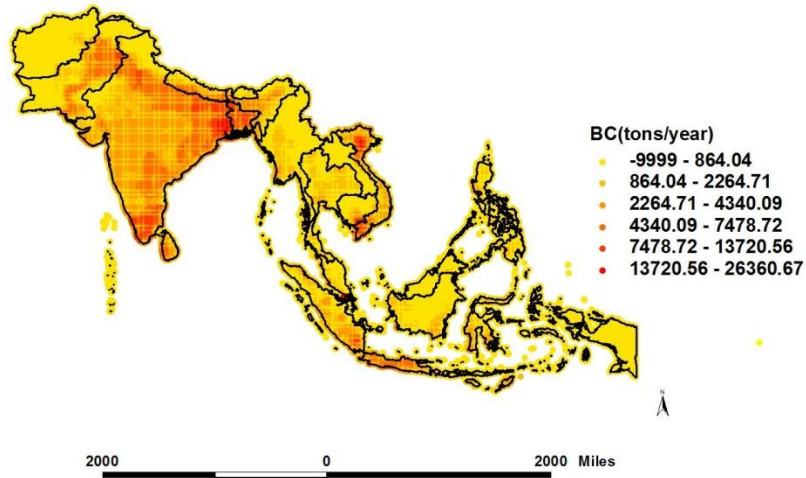 BC(tons/year)
-9999 - 864.04
864.04 - 2264.71
2264.71 - 4340.09
4340.09 - 7478.72
7478.72 - 13720.56
13720.56 - 26360.67
N
2000 0 2000 Miles